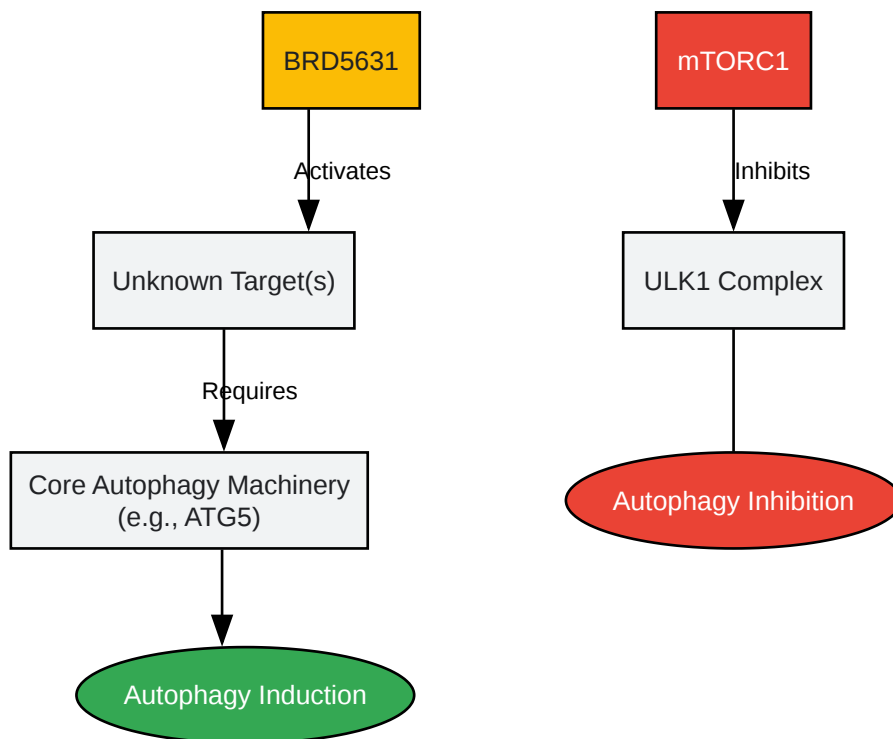 BRD5631
mTORC1
Activates
Inhibits
Unknown Target(s)
ULK1 Complex
Requires
Core Autophagy Machinery
(e.g., ATG5)
Autophagy Inhibition
Autophagy Induction